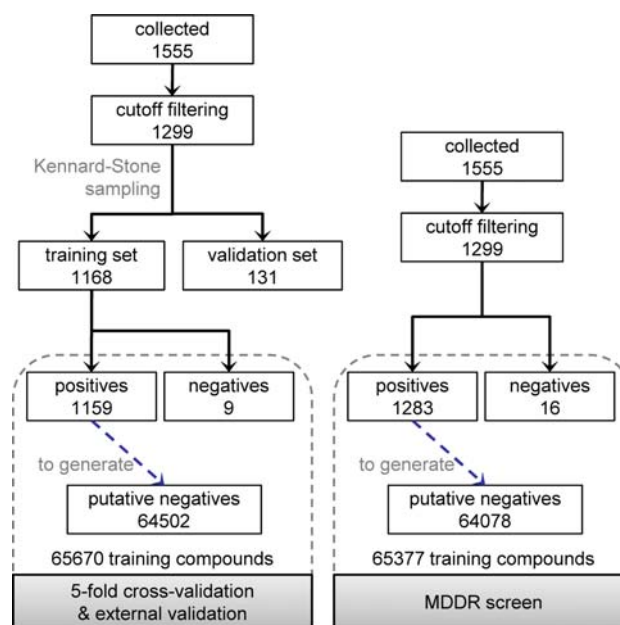 collected
1555
cutoff filtering
1299
Kennard-Stone
sampling
training set
1168
validation set
131
positives
1159
negatives
9
to generate
putative negatives
64502
65670 training compounds
5-fold cross-validation
& external validation
collected
1555
cutoff filtering
1299
positives
1283
negatives
16
to generate
putative negatives
64078
65377 training compounds
MDDR screen